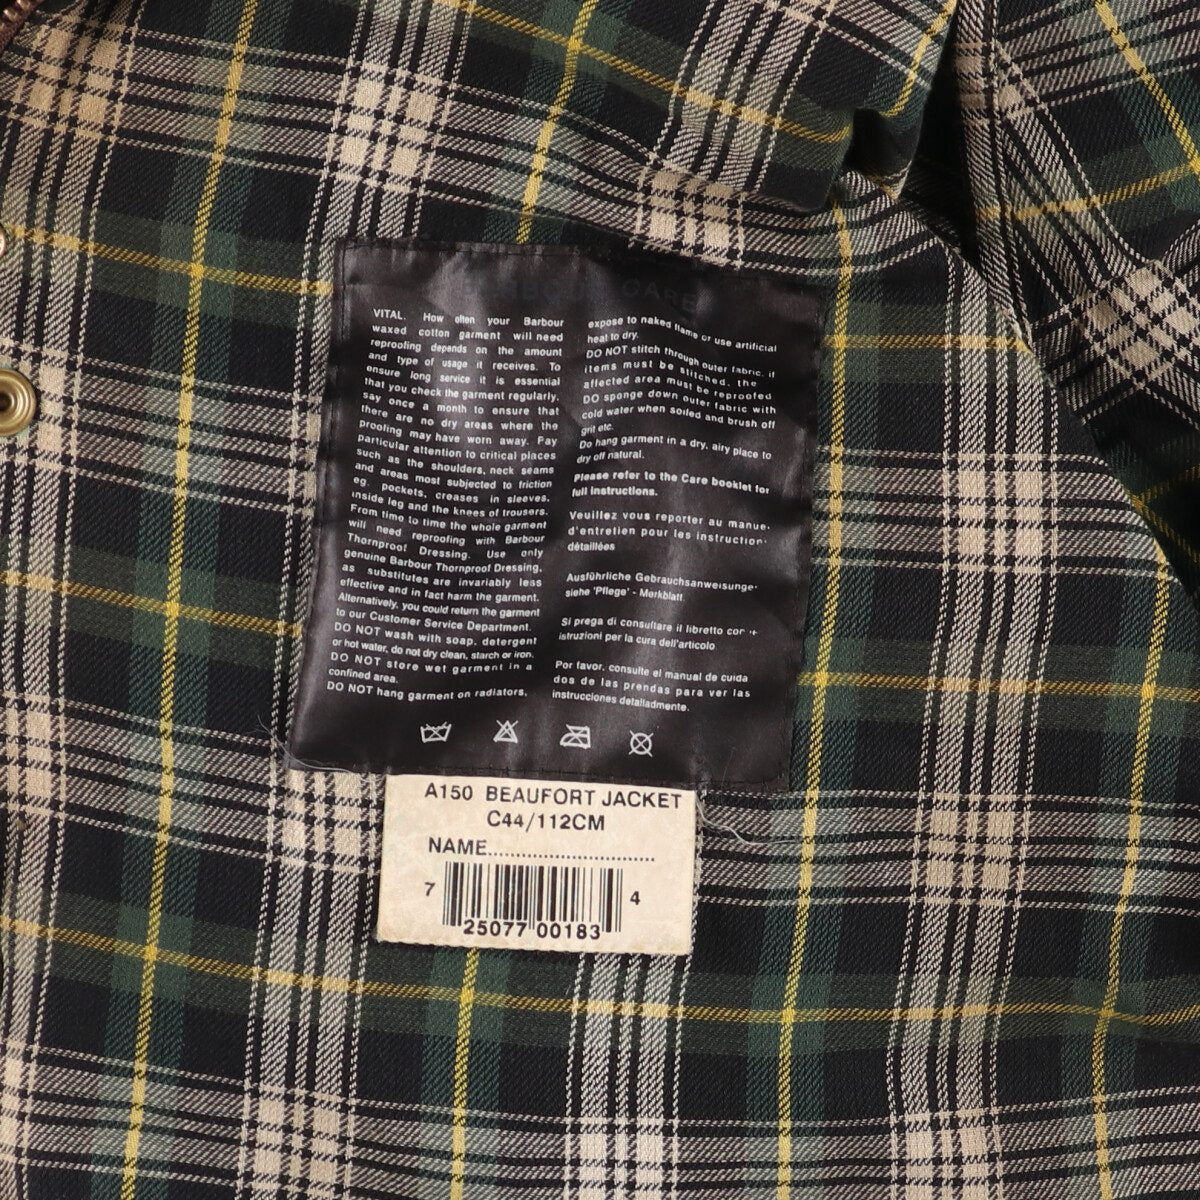 BARBOUR CARE
VITAL. How often your Barbour
waxed cotton garment will need
reproofing depends on the amount
and type of usage it receives. To
ensure long service it is essential
that you check the garment regularly,
say once a month to ensure that
there are no dry areas where the
proofing may have worn away. Pay
particular attention to critical places
such as the shoulders, neck seams
and areas most subjected to friction
eg. pockets, creases in sleeves,
inside leg and the knees of trousers.
From time to time the whole garment
will need reproofing with Barbour
Thornproof Dressing. Use only
genuine Barbour Thornproof Dressing,
as substitutes are invariably less
effective and in fact harm the garment.
Alternatively, you could return the garment
to our Customer Service Department.
DO NOT wash with soap, detergent
or hot water, do not dry clean, starch or iron.
DO NOT store wet garment in a
confined area.
DO NOT hang garment on radiators,
expose to naked flame or use artificial
heat to dry.
DO NOT stitch through outer fabric. if
items must be stitched, the
affected area must be reproofed
DO sponge down outer fabric with
cold water when soiled and brush off
grit etc.
Do hang garment in a dry, airy place to
dry off natural.
Please refer to the Care booklet for
full instructions.
Veuillez vous reporter au manue-
d'entretien pour les instruction-
détaillées
Ausführliche Gebrauchsanweisunge-
siehe 'Pflege' - Merkblatt
Si prega di consultare il libretto con
istruzioni per la cura dell'articolo
Por favor, consulte el manual de cuida
dos de las prendas para ver las
instrucciones detalladmente.
A150 BEAUFORT JACKET
C44/112CM
NAME..............................
7 25077 00183 4